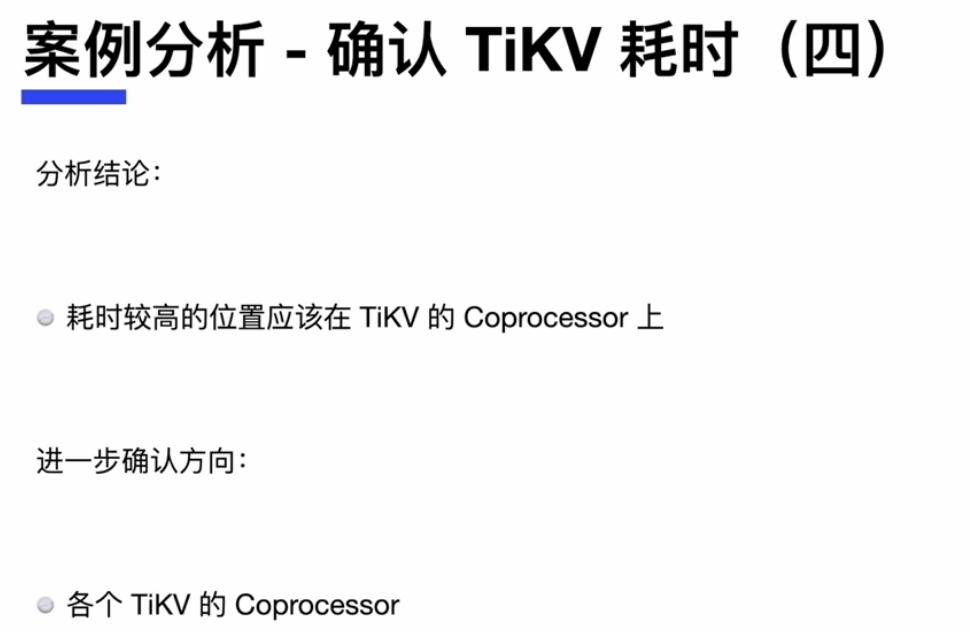 案例分析 - 确认 TiKV 耗时（四）
分析结论：
耗时较高的位置应该在 TiKV 的 Coprocessor 上
进一步确认方向：
各个 TiKV 的 Coprocessor